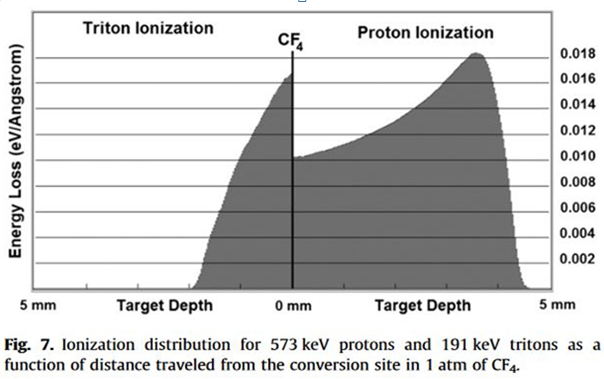 Triton Ionization
CF4
Proton Ionization
Energy Loss (eV/Angstrom)
0.018
0.016
0.014
0.012
0.010
0.008
0.006
0.004
0.002
5 mm Target Depth 0 mm Target Depth 5 mm
Fig. 7. Ionization distribution for 573 keV protons and 191 keV tritons as a
function of distance traveled from the conversion site in 1 atm of CF4.